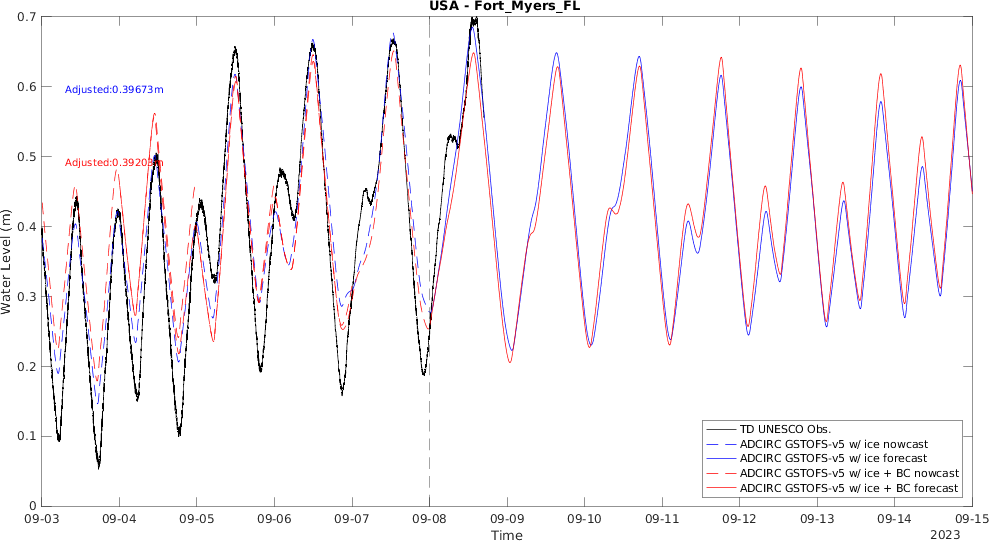 USA - Fort_Myers_FL
0.7
0.6
0.5
0.4
0.3
0.2
0.1
0
Water Level (m)
Adjusted:0.39673m
Adjusted:0.39203m
TD UNESCO Obs.
ADCIRC GSTOFS-v5 w/ ice nowcast
ADCIRC GSTOFS-v5 w/ ice forecast
ADCIRC GSTOFS-v5 w/ ice + BC nowcast
ADCIRC GSTOFS-v5 w/ ice + BC forecast
09-03 09-04 09-05 09-06 09-07 09-08 09-09 09-10 09-11 09-12 09-13 09-14 09-15
Time
2023